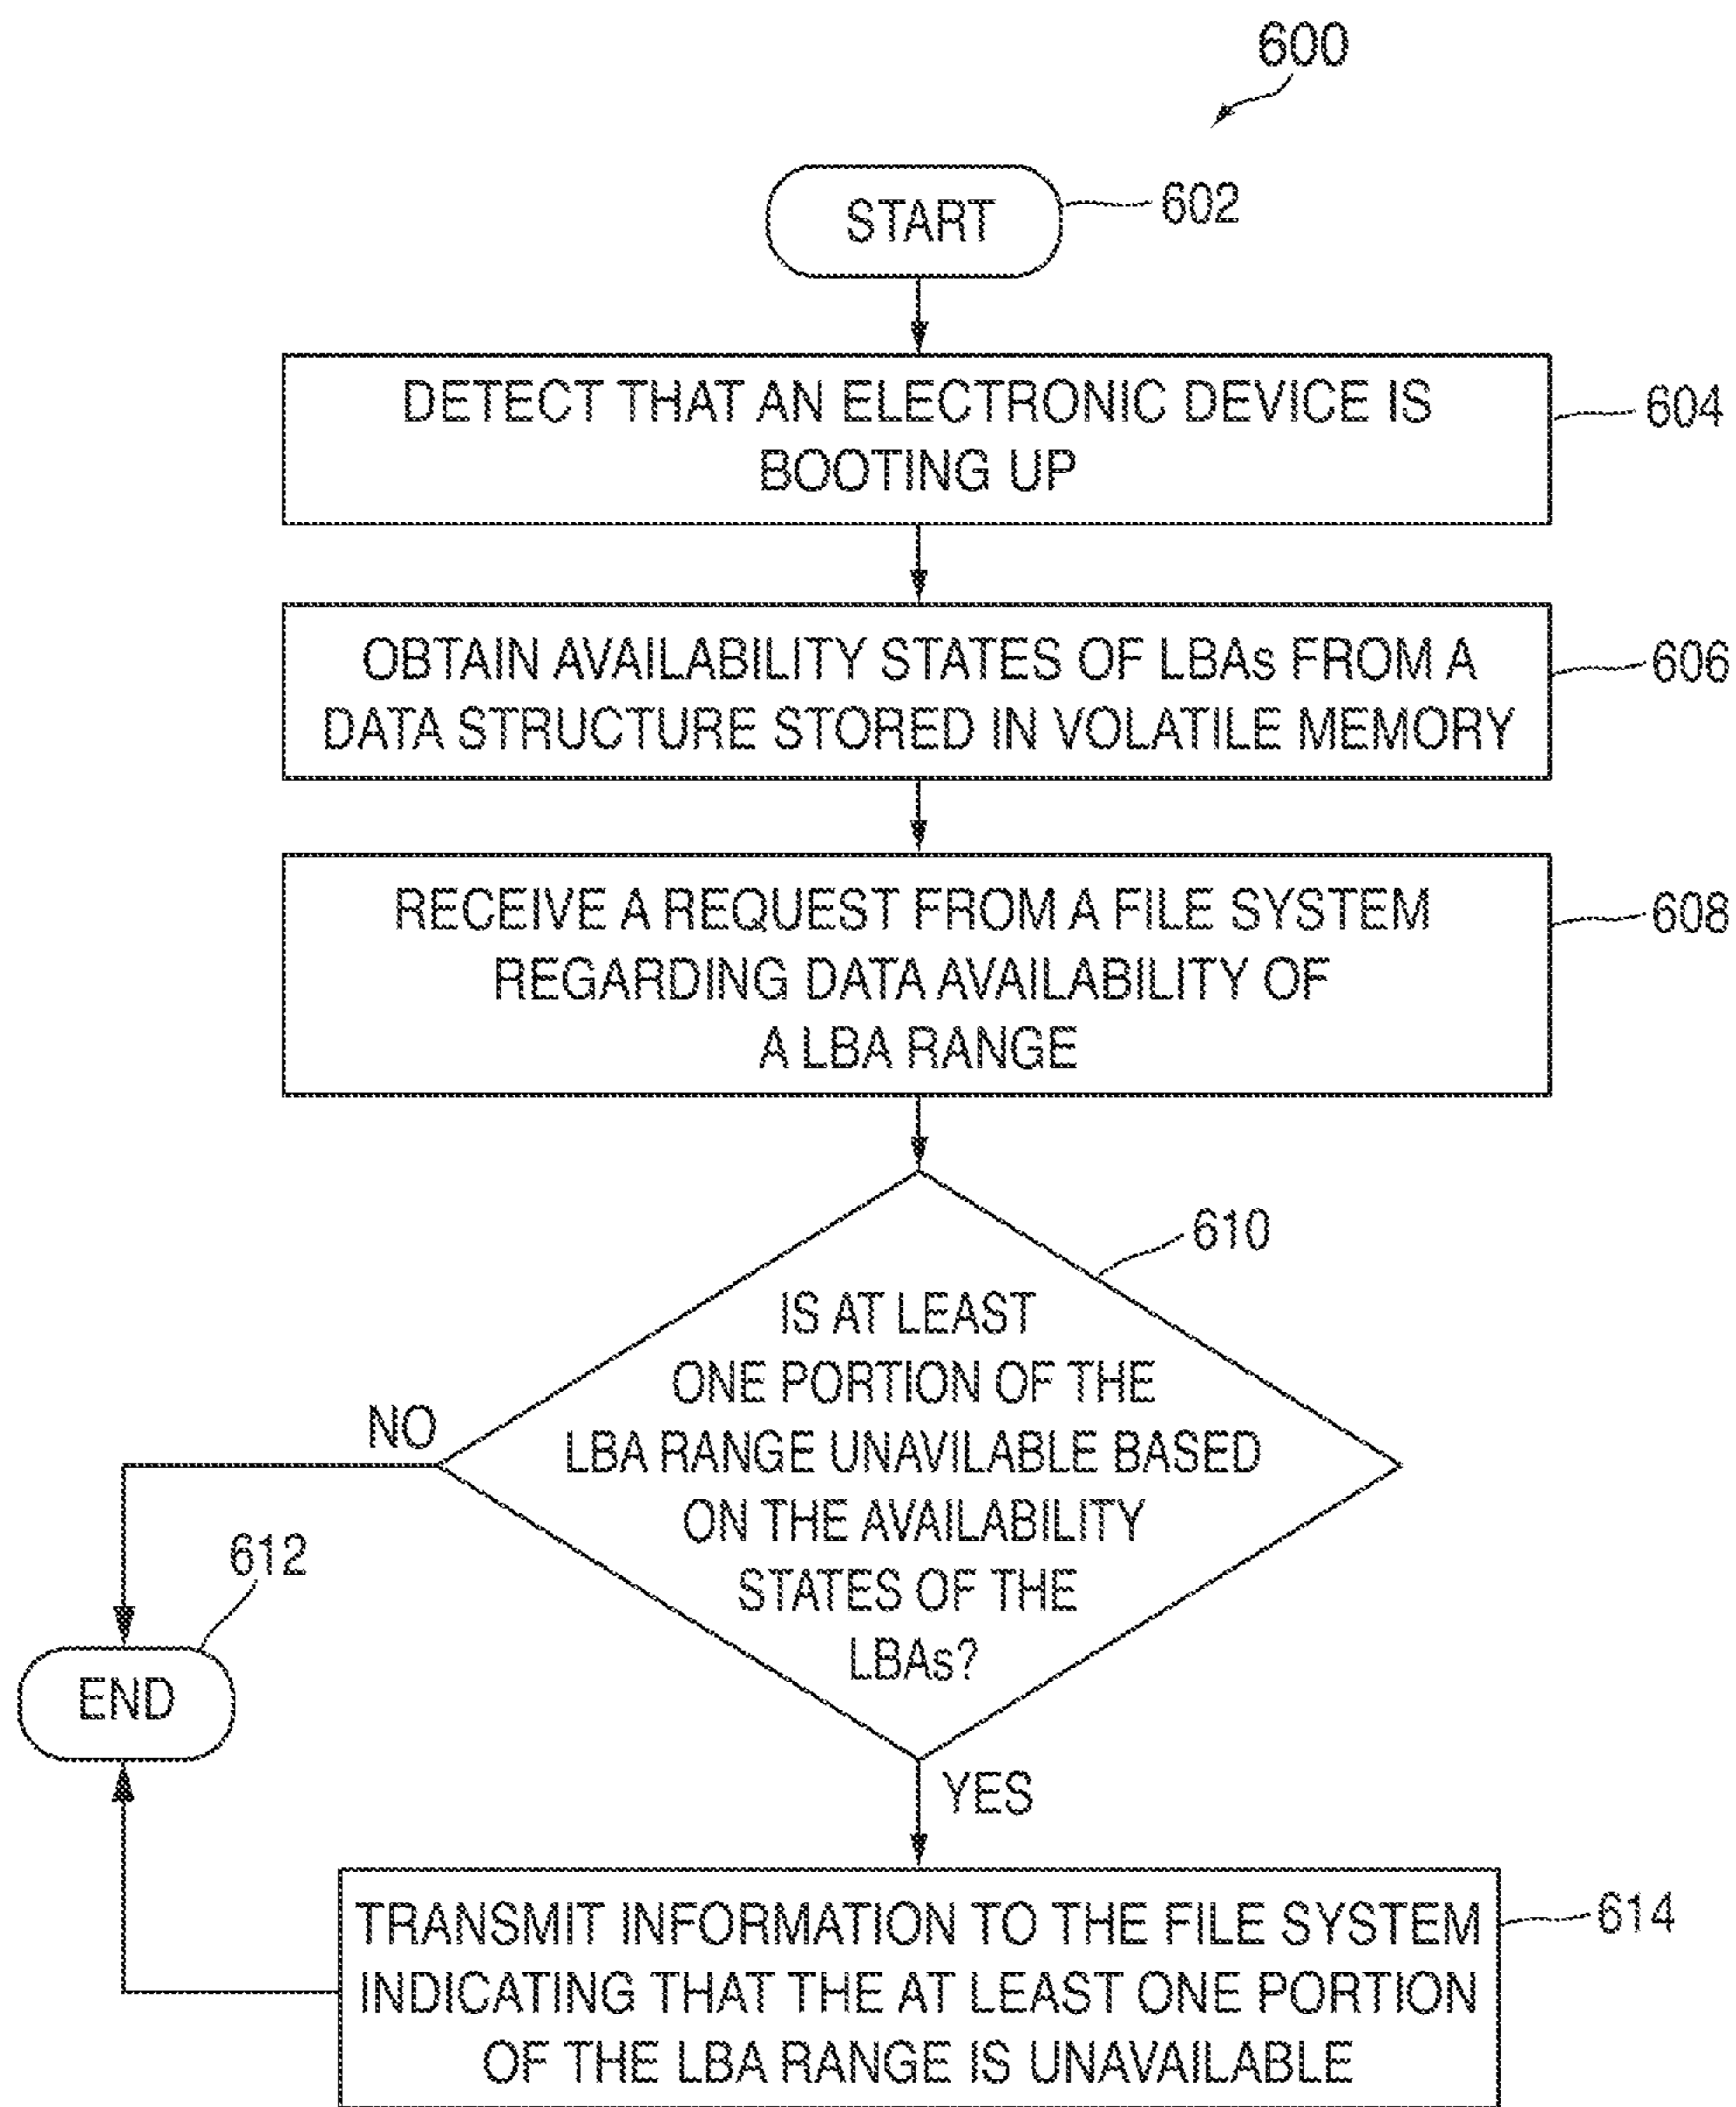 600
START
602
DETECT THAT AN ELECTRONIC DEVICE IS
BOOTING UP
604
OBTAIN AVAILABILITY STATES OF LBAs FROM A
DATA STRUCTURE STORED IN VOLATILE MEMORY
606
RECEIVE A REQUEST FROM A FILE SYSTEM
REGARDING DATA AVAILABILITY OF
A LBA RANGE
608
610
IS AT LEAST
ONE PORTION OF THE
LBA RANGE UNAVILABLE BASED
ON THE AVAILABILITY
STATES OF THE
LBAs?
NO
612
END
YES
TRANSMIT INFORMATION TO THE FILE SYSTEM
INDICATING THAT THE AT LEAST ONE PORTION
OF THE LBA RANGE IS UNAVAILABLE
614